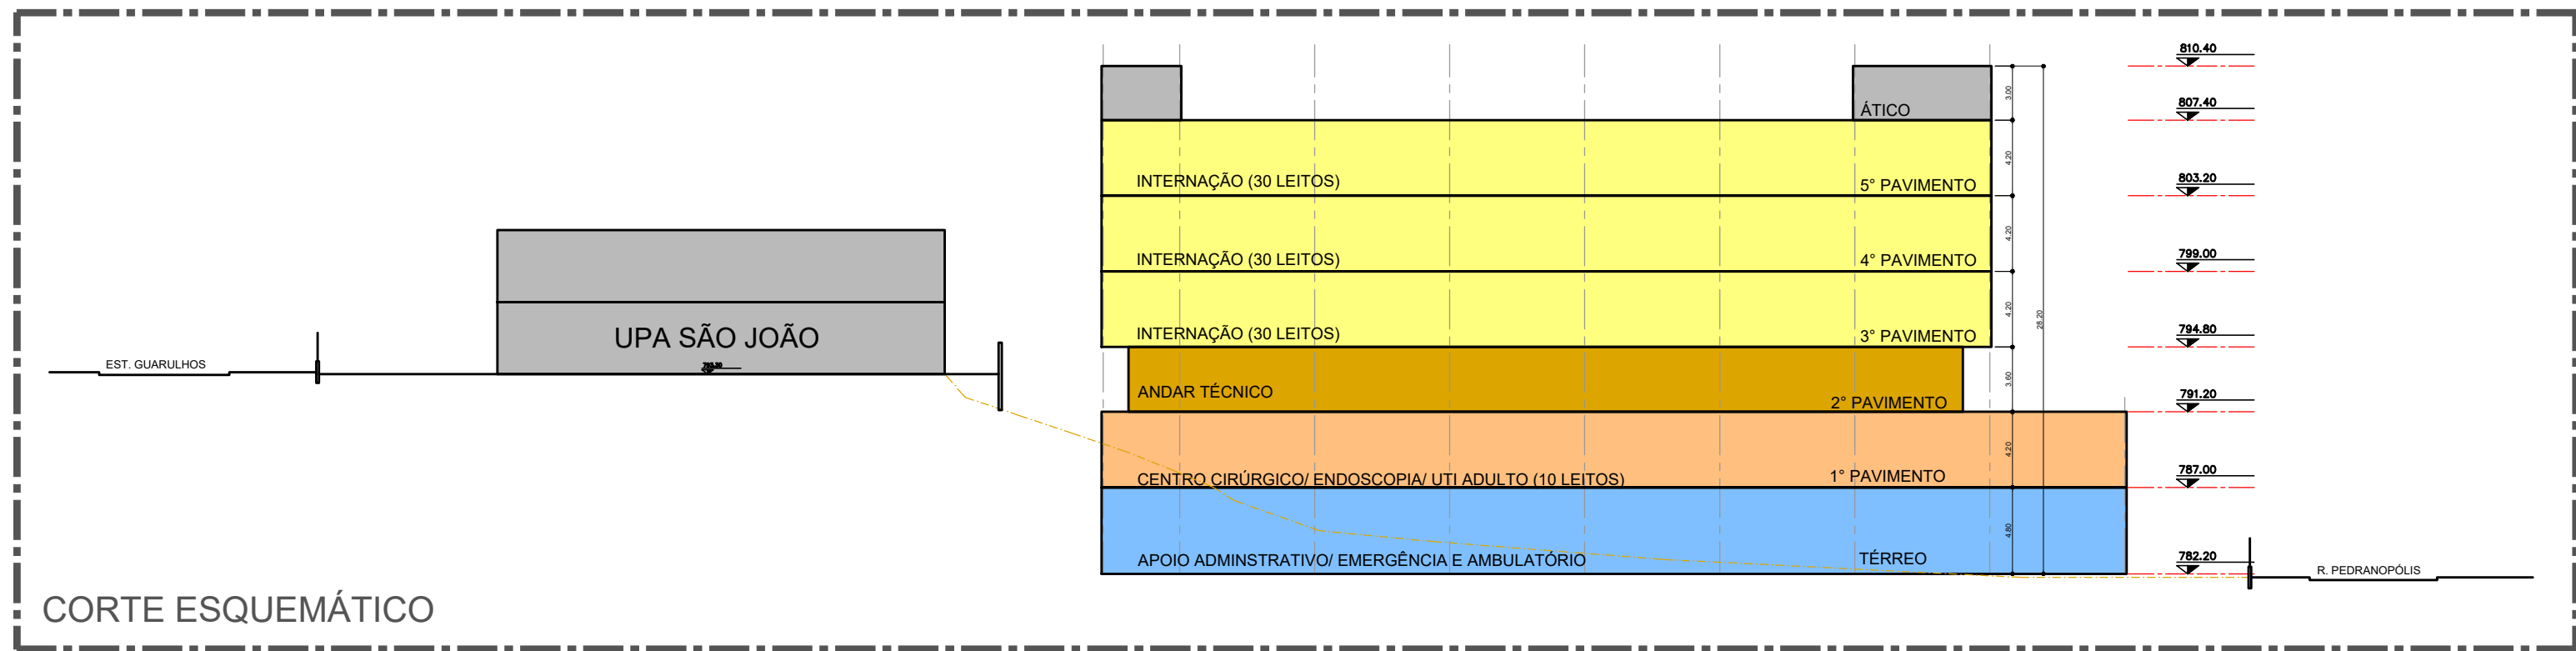 810.40
ÁTICO
3.00
807.40
INTERNAÇÃO (30 LEITOS)
5° PAVIMENTO
4.20
803.20
INTERNAÇÃO (30 LEITOS)
4° PAVIMENTO
4.20
799.00
INTERNAÇÃO (30 LEITOS)
3° PAVIMENTO
4.20
28.20
794.80
UPA SÃO JOÃO
EST. GUARULHOS
ANDAR TÉCNICO
2° PAVIMENTO
3.60
791.20
CENTRO CIRÚRGICO/ ENDOSCOPIA/ UTI ADULTO (10 LEITOS)
1° PAVIMENTO
4.20
787.00
APOIO ADMINSTRATIVO/ EMERGÊNCIA E AMBULATÓRIO
TÉRREO
4.80
782.20
R. PEDRANOPÓLIS
CORTE ESQUEMÁTICO